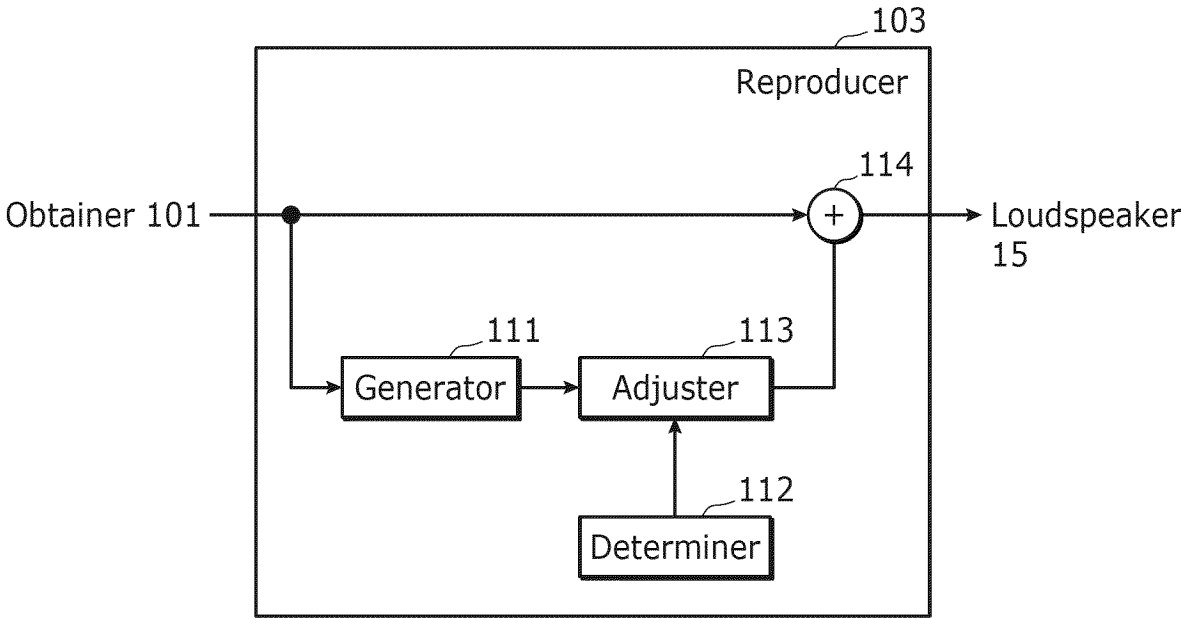 103
Reproducer
114
+
Obtainer 101
Loudspeaker
15
111
113
Generator
Adjuster
112
Determiner